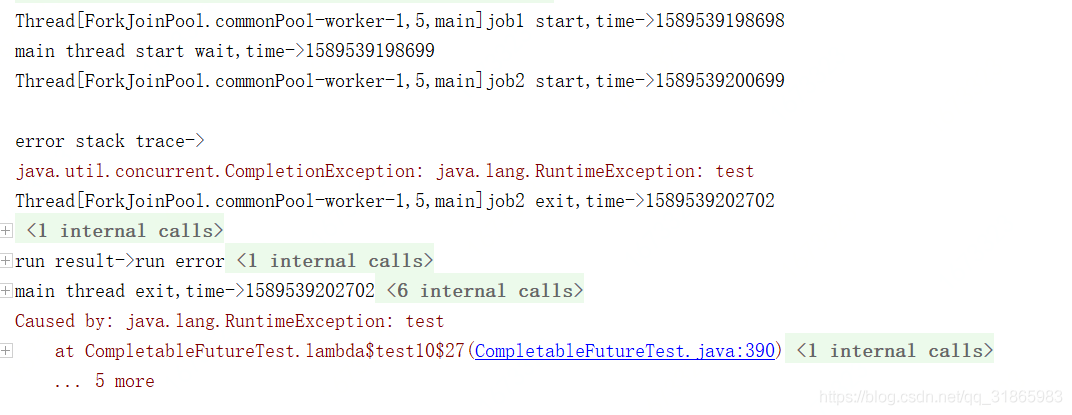 Thread[ForkJoinPool.commonPool-worker-1,5,main]job1 start,time->1589539198698
main thread start wait,time->1589539198699
Thread[ForkJoinPool.commonPool-worker-1,5,main]job2 start,time->1589539200699
error stack trace->
java.util.concurrent.CompletionException: java.lang.RuntimeException: test
Thread[ForkJoinPool.commonPool-worker-1,5,main]job2 exit,time->1589539202702
<1 internal calls>
run result->run error <1 internal calls>
main thread exit,time->1589539202702 <6 internal calls>
Caused by: java.lang.RuntimeException: test
at CompletableFutureTest.lambda$test10$27(CompletableFutureTest.java:390) <1 internal calls>
... 5 more
https://blog.csdn.net/qq_31865983